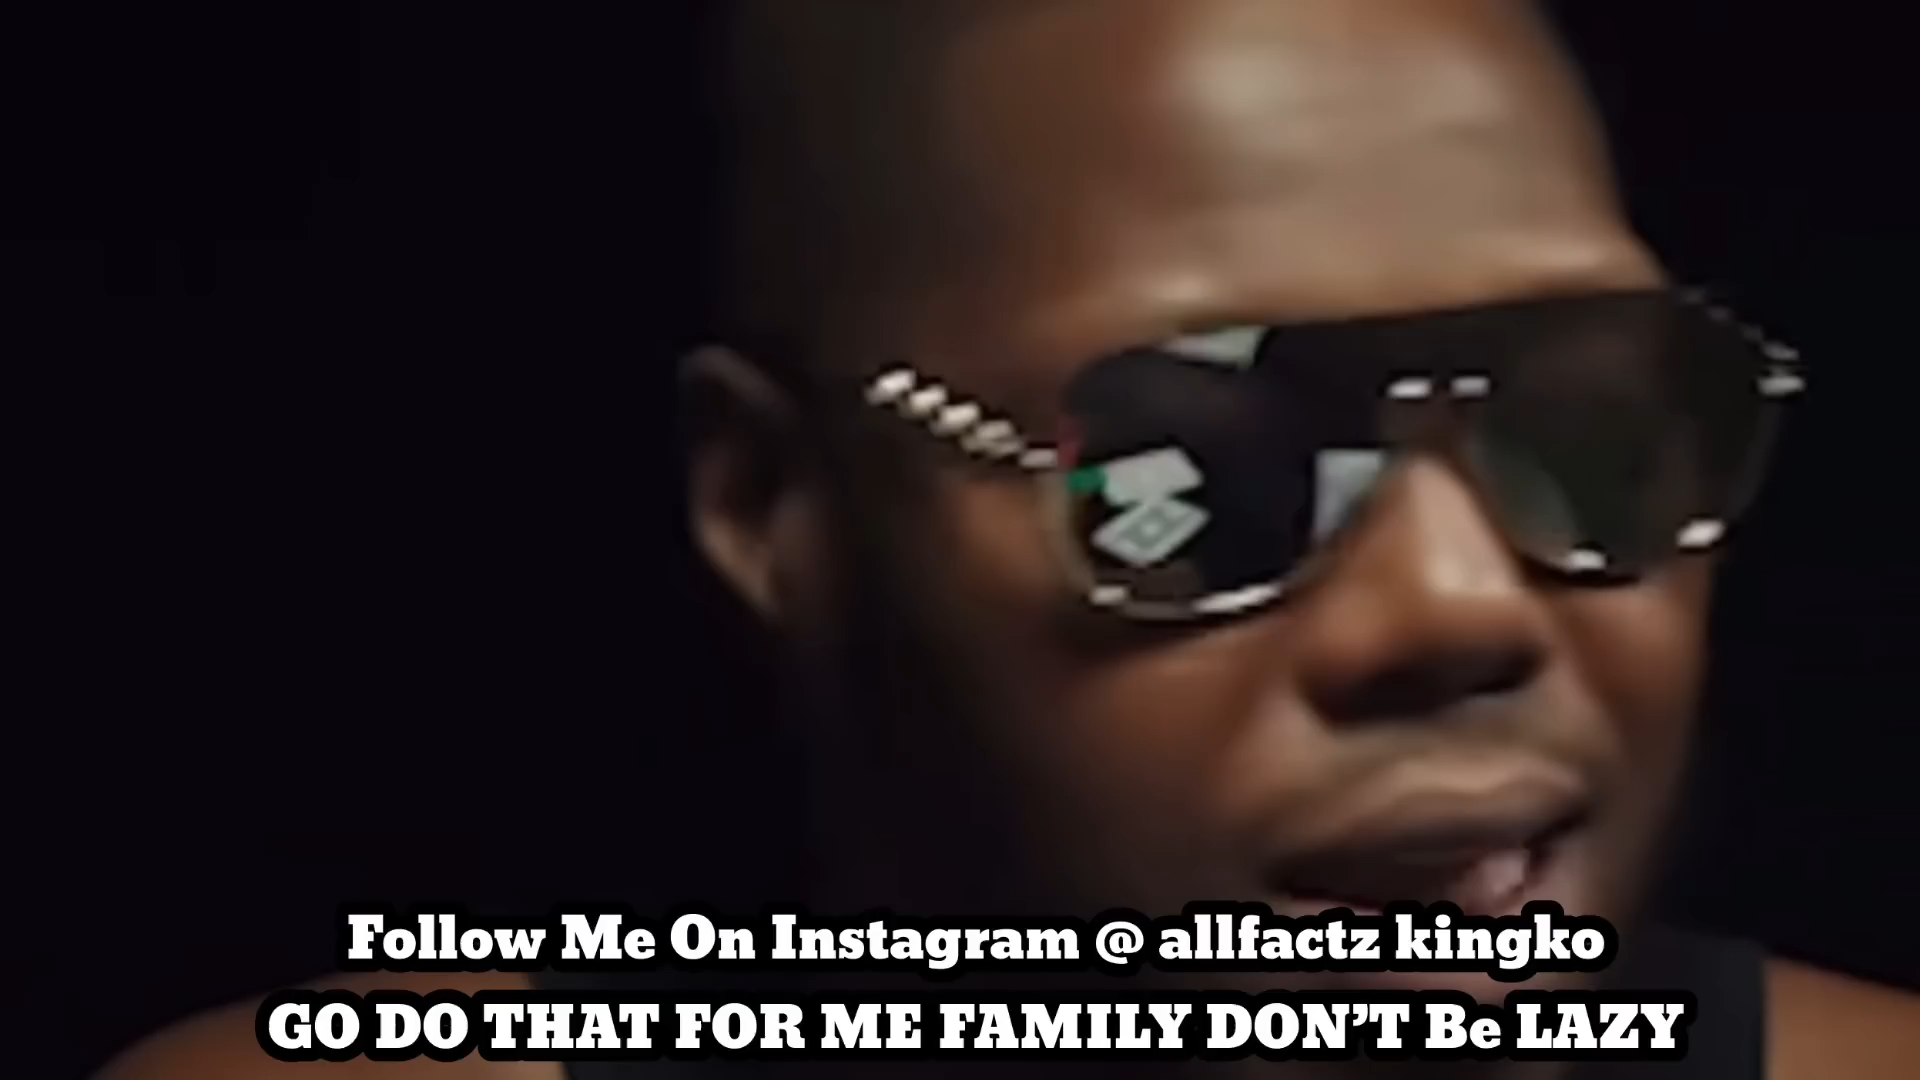 Follow Me On Instagram @ allfactz kingko
GO DO THAT FOR ME FAMILY DON’T Be LAZY